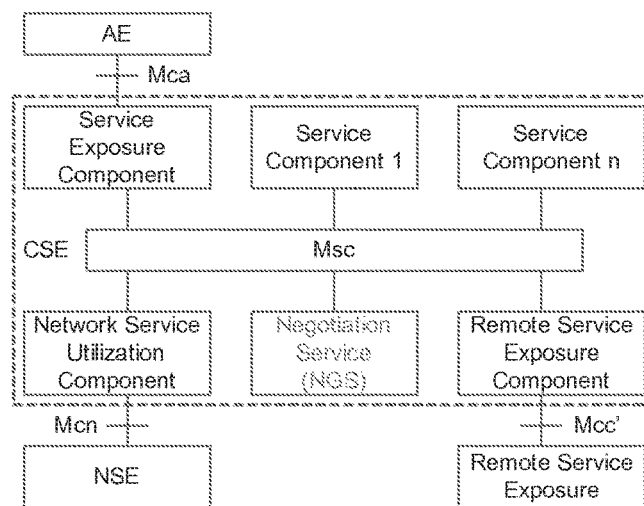 AE
Mca
Service
Exposure
Component
Service
Component 1
Service
Component n
CSE
Msc
Network Service
Utilization
Component
Negotiation
Service
(NGS)
Remote Service
Exposure
Component
Mcn
Mcc'
NSE
Remote Service
Exposure